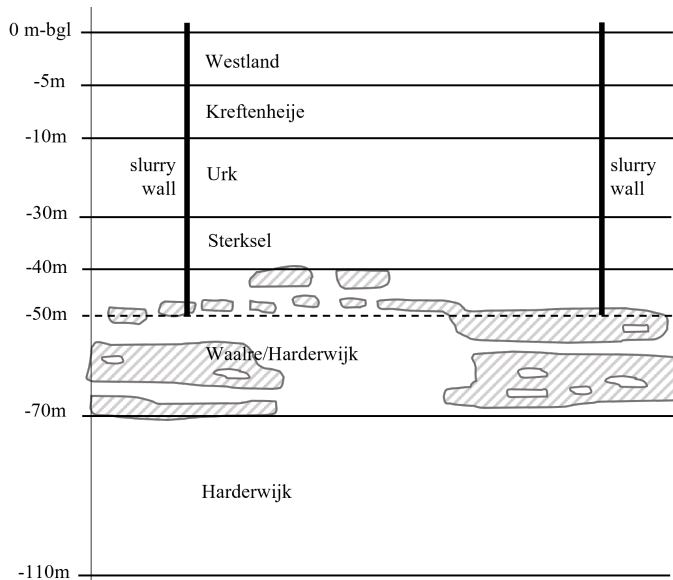 0 m-bgl
Westland
-5m
Kreftenheije
-10m
slurry
wall
Urk
slurry
wall
-30m
Sterksel
-40m
-50m
Waalre/Harderwijk
-70m
Harderwijk
-110m